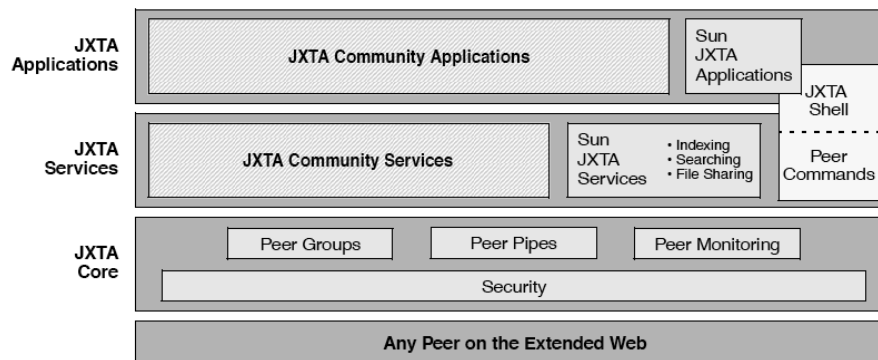 JXTA
Applications
JXTA Community Applications
Sun
JXTA
Applications
JXTA
Shell
Peer
Commands
JXTA
Services
JXTA Community Services
Sun
JXTA
Services
• Indexing
• Searching
• File Sharing
JXTA
Core
Peer Groups
Peer Pipes
Peer Monitoring
Security
Any Peer on the Extended Web